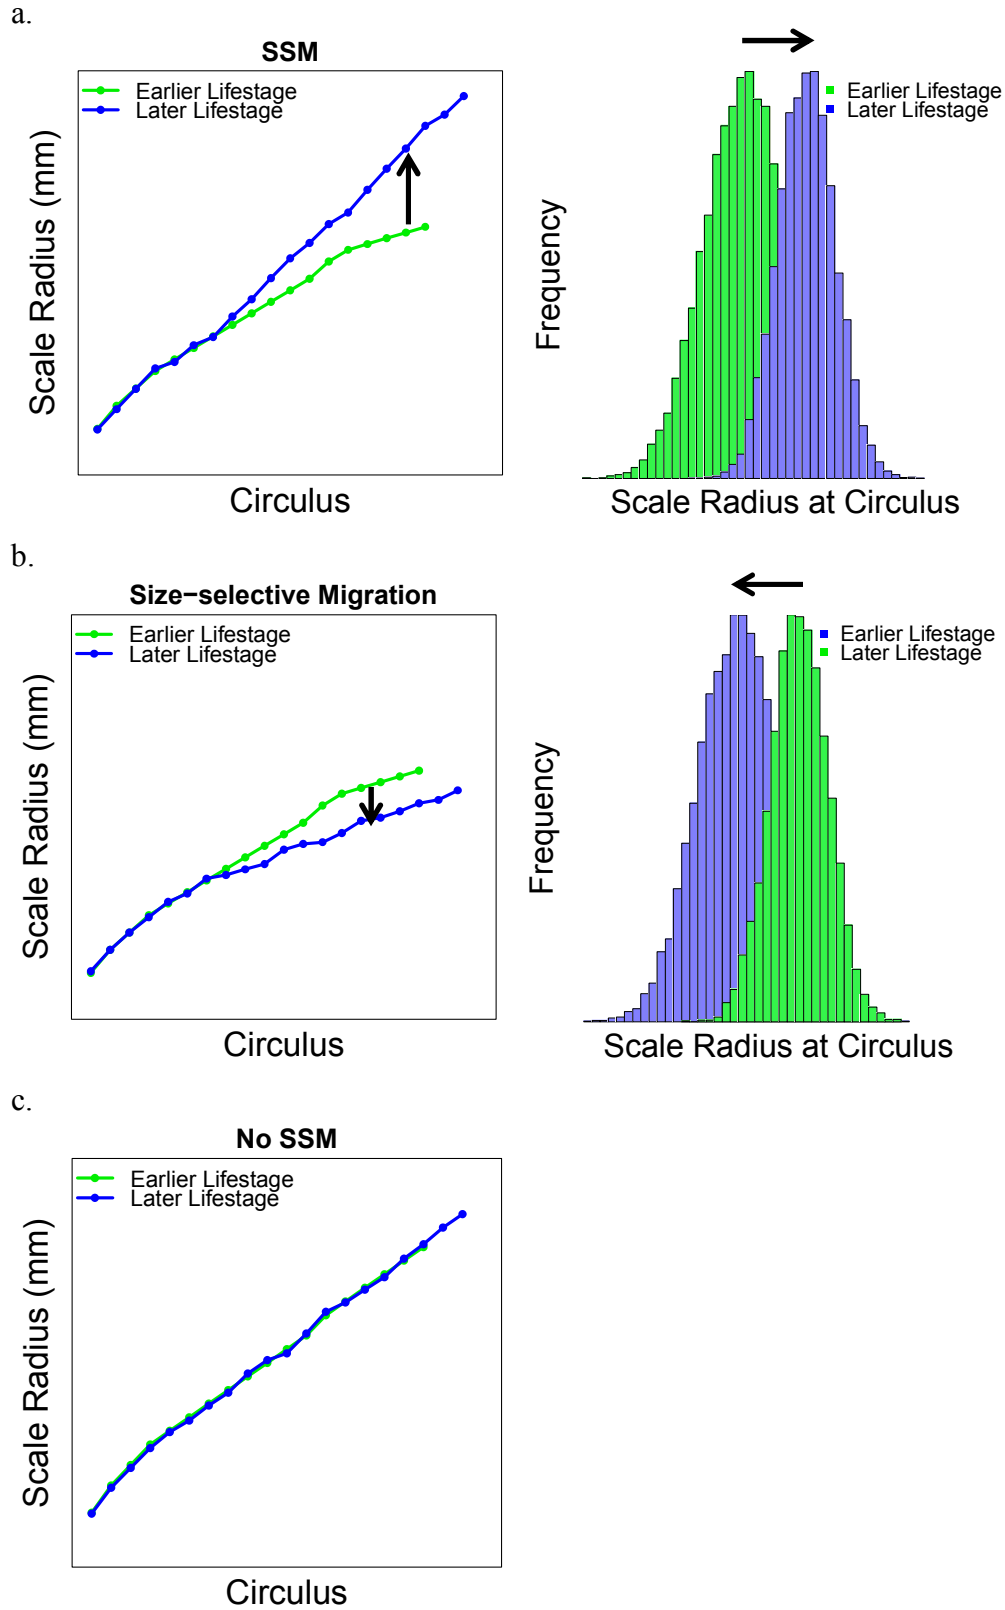 a.
SSM
Earlier Lifestage
Later Lifestage
Scale Radius (mm)
Circulus
Earlier Lifestage
Later Lifestage
Frequency
Scale Radius at Circulus
b.
Size−selective Migration
Earlier Lifestage
Later Lifestage
Scale Radius (mm)
Circulus
Earlier Lifestage
Later Lifestage
Frequency
Scale Radius at Circulus
c.
No SSM
Earlier Lifestage
Later Lifestage
Scale Radius (mm)
Circulus